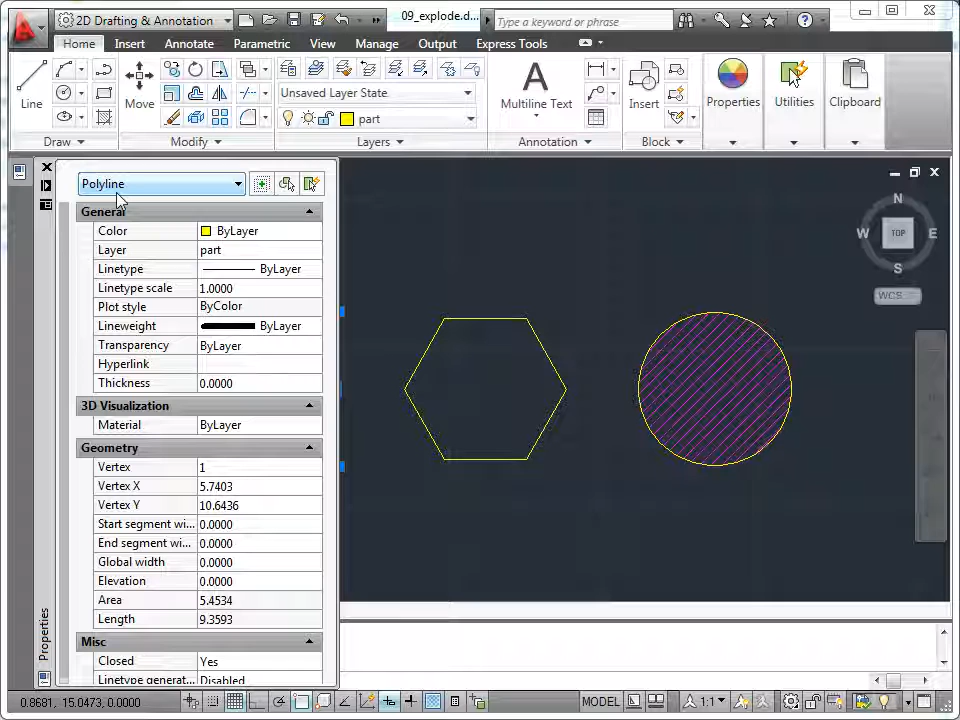 2D Drafting & Annotation
09_explode.d...
Type a keyword or phrase
Home Insert Annotate Parametric View Manage Output Express Tools
Line
Move
Unsaved Layer State
part
Multiline Text
Insert
Properties
Utilities
Clipboard
Draw
Modify
Layers
Annotation
Block
Polyline
General
Color ByLayer
Layer part
Linetype ByLayer
Linetype scale 1.0000
Plot style ByColor
Lineweight ByLayer
Transparency ByLayer
Hyperlink
Thickness 0.0000
3D Visualization
Material ByLayer
Geometry
Vertex 1
Vertex X 5.7403
Vertex Y 10.6436
Start segment wi... 0.0000
End segment wi... 0.0000
Global width 0.0000
Elevation 0.0000
Area 5.4534
Length 9.3593
Misc
Closed Yes
Linetype generat... Disabled
Properties
N
W TOP E
S
WCS
0.8681, 15.0473, 0.0000
MODEL
1:1